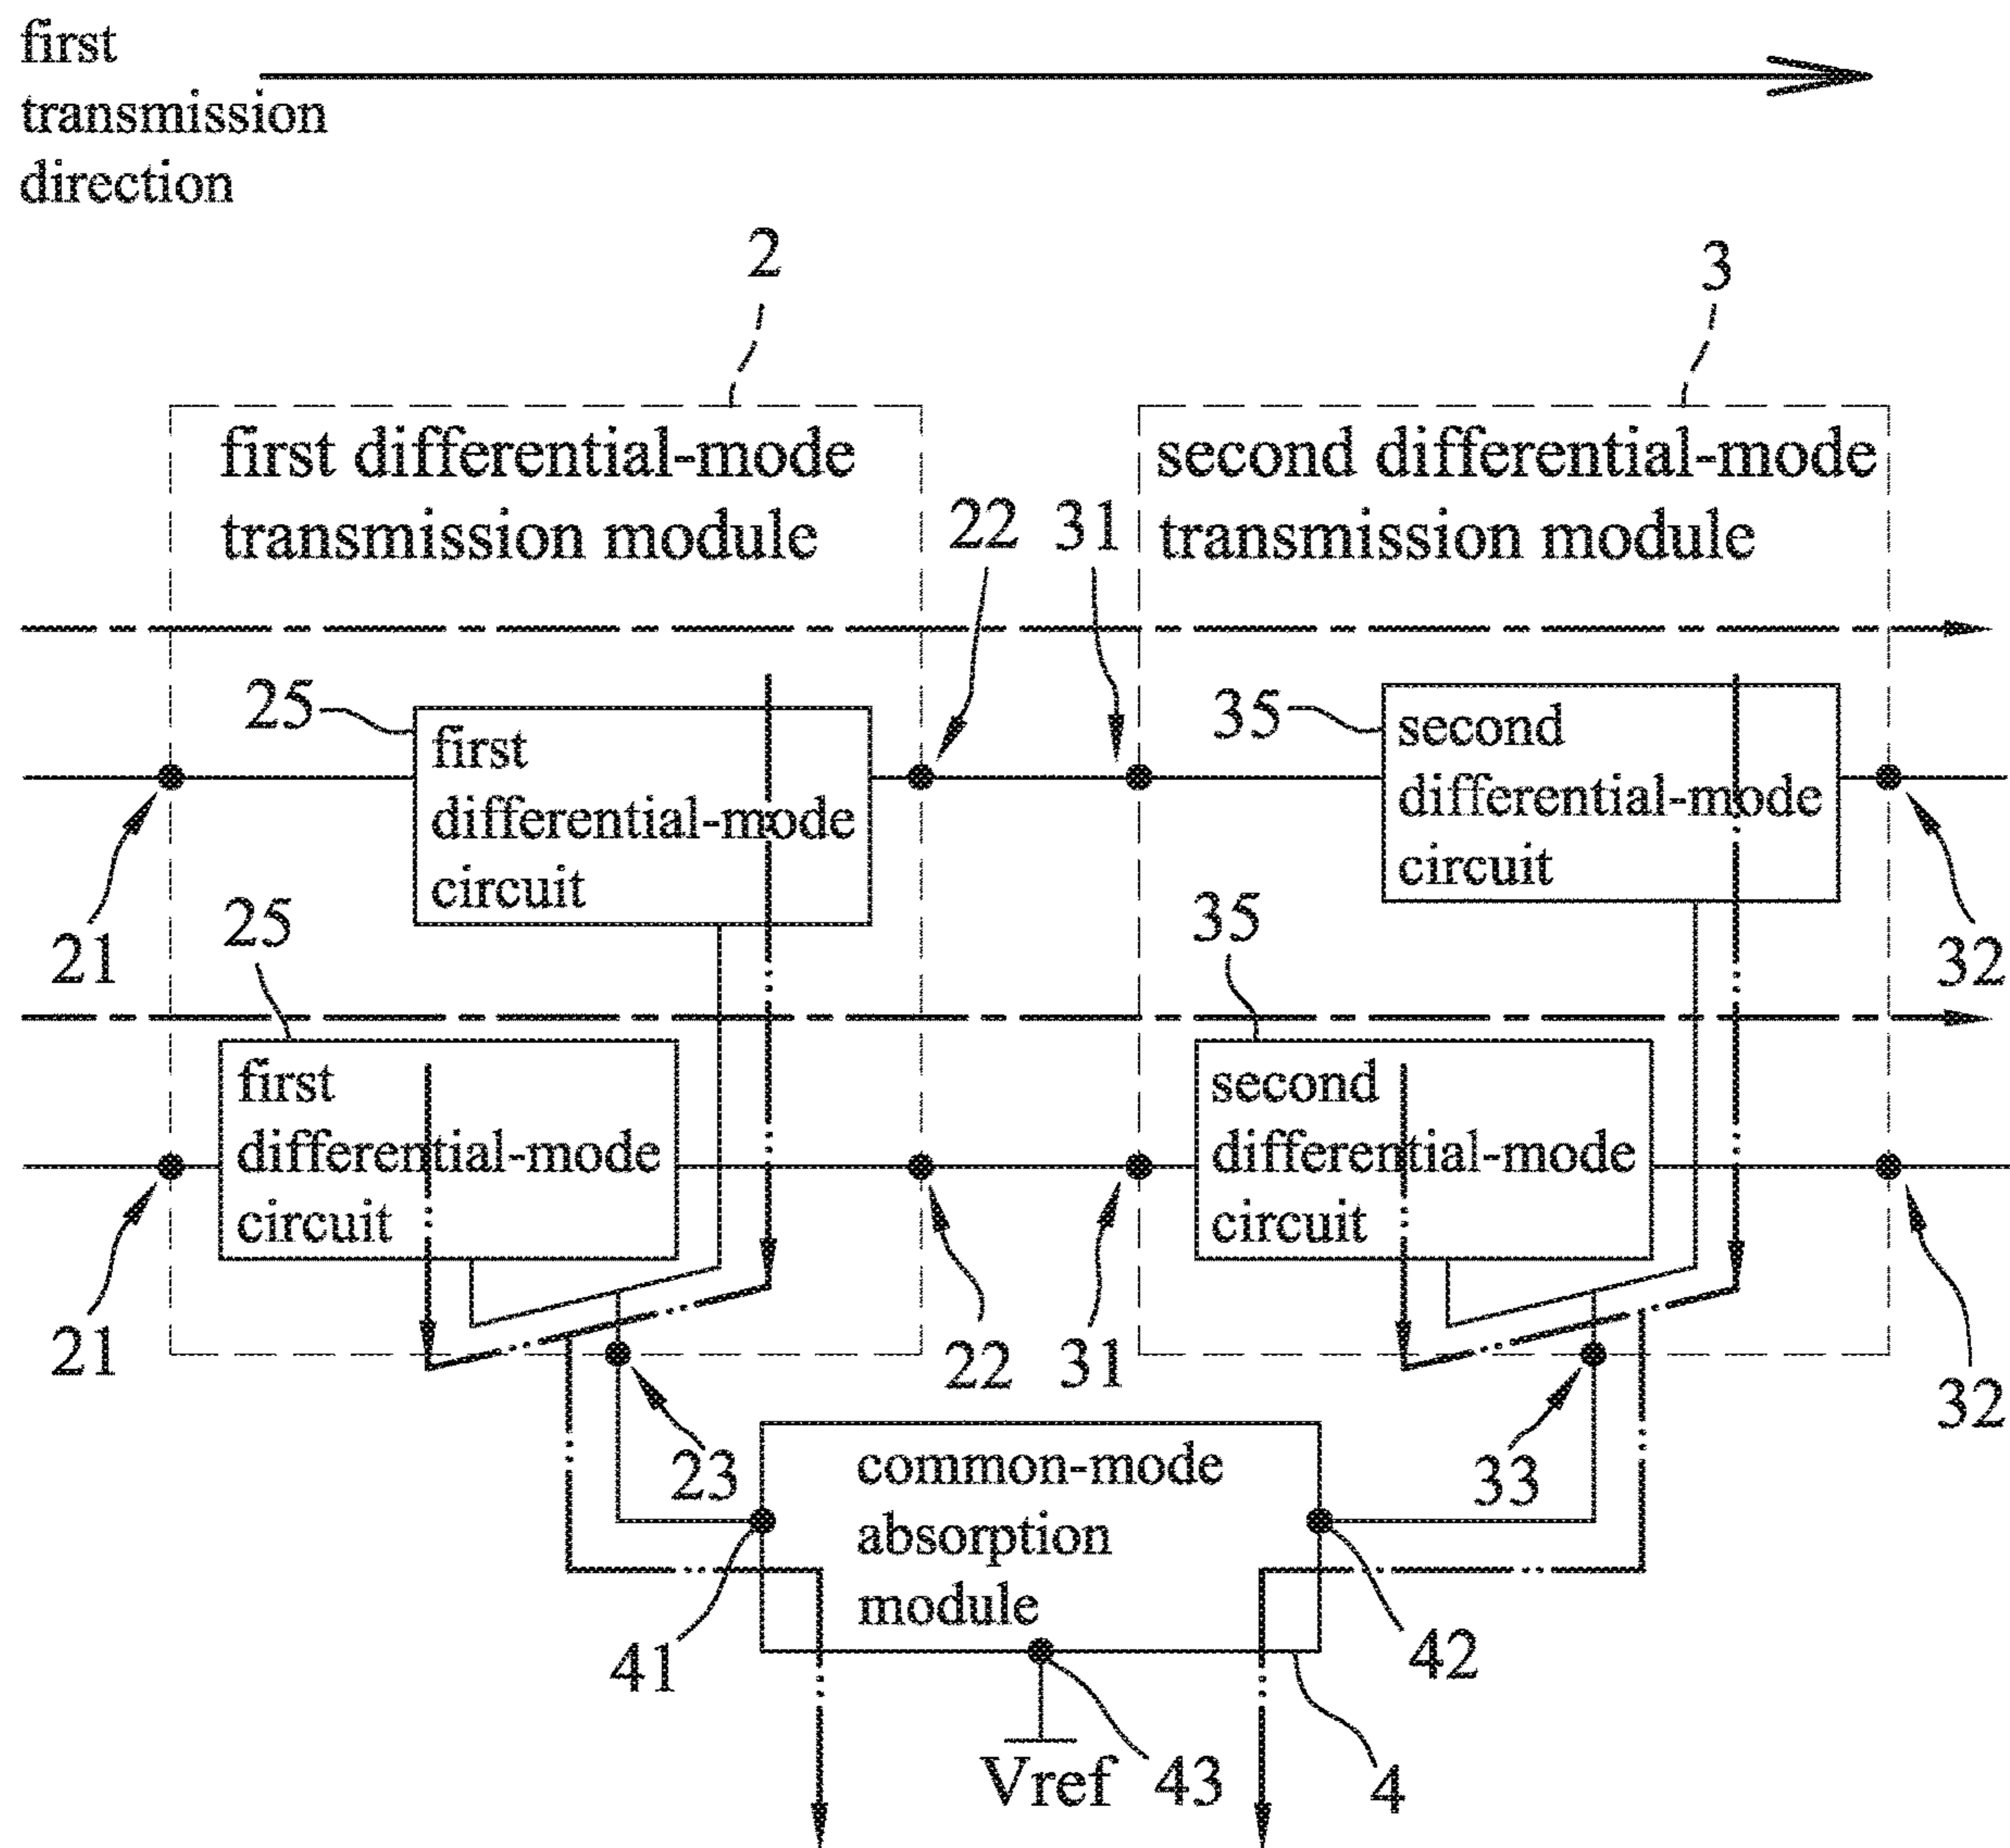 first
transmission
direction
2
3
first differential-mode
transmission module
second differential-mode
transmission module
22
31
25
first
differential-mode
circuit
35
second
differential-mode
circuit
21
32
25
first
differential-mode
circuit
35
second
differential-mode
circuit
21
22
31
32
23
33
common-mode
absorption
module
41
42
43
4
Vref